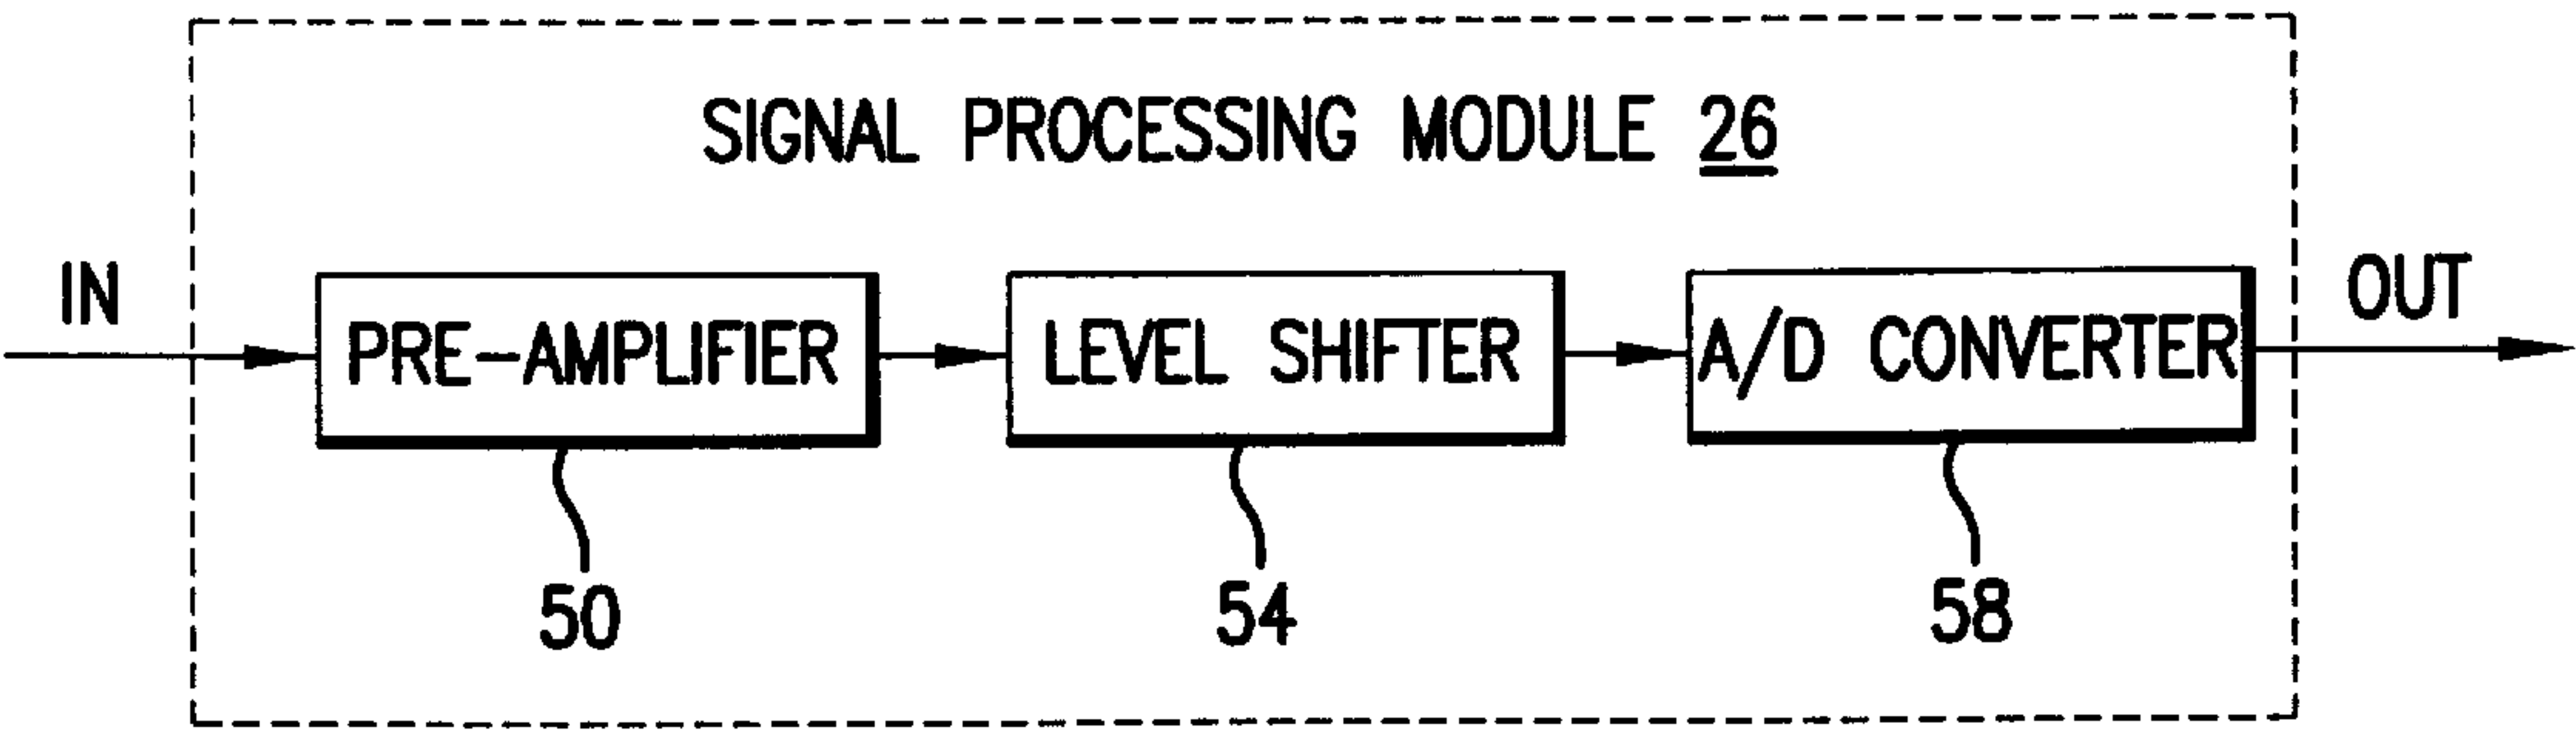 SIGNAL PROCESSING MODULE 26
IN
PRE-AMPLIFIER
LEVEL SHIFTER
A/D CONVERTER
OUT
50
54
58